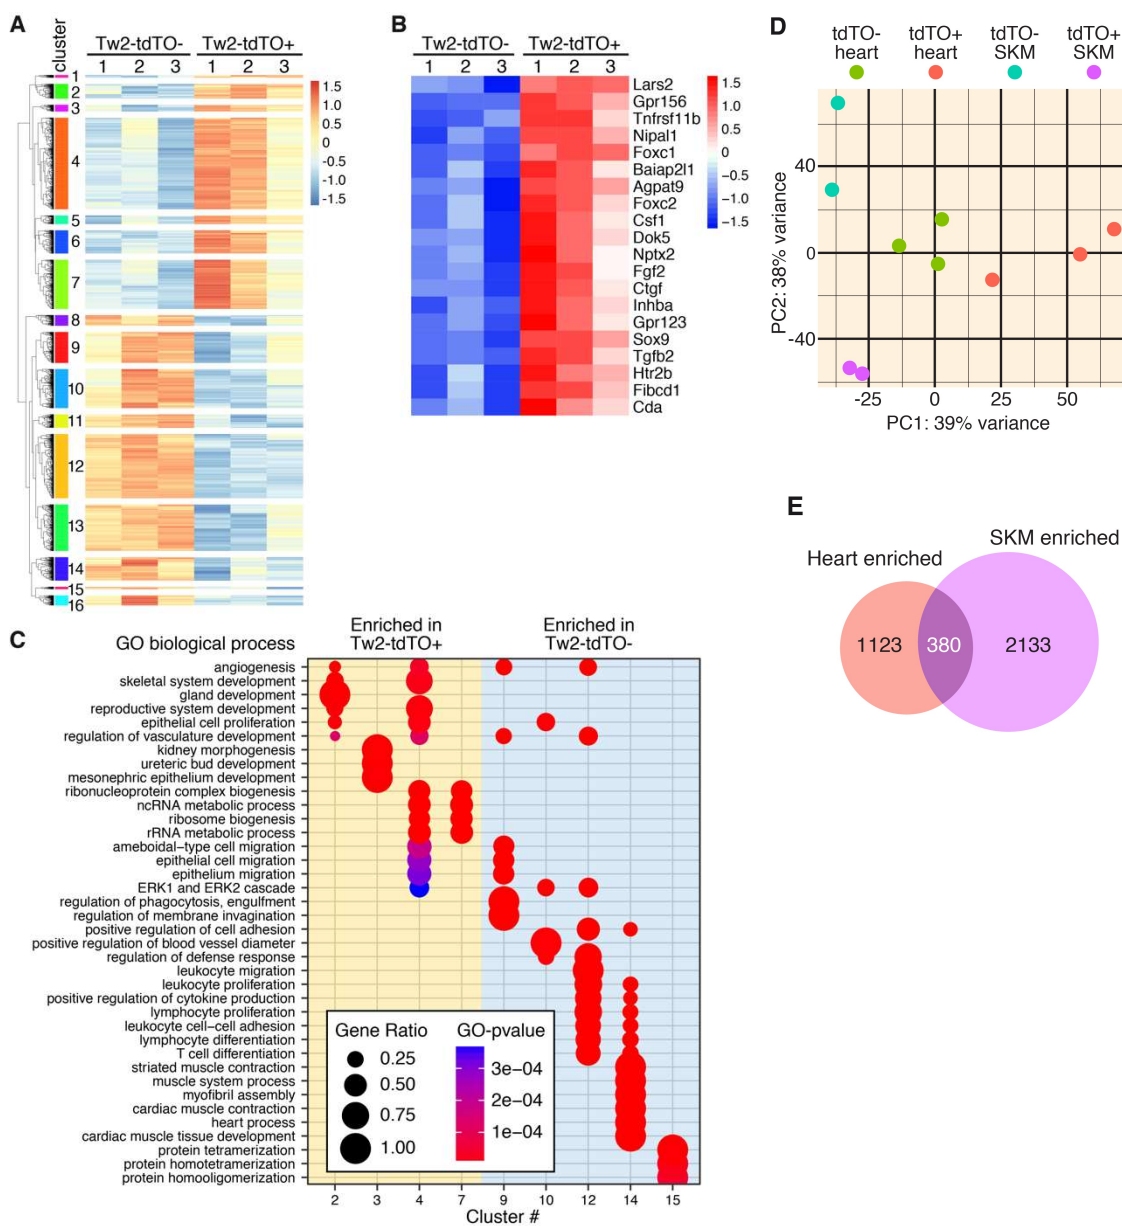 A
cluster
Tw2-tdTO- Tw2-tdTO+
1 2 3 1 2 3
1
2
3
4
5
6
7
8
9
10
11
12
13
14
15
16
1.5
1
0.5
0
-0.5
-1
-1.5
B
Tw2-tdTO- Tw2-tdTO+
1 2 3 1 2 3
Lars2
Gpr156
Tnfrsf11b
Nipal1
Foxc1
Baiap2l1
Agpat9
Foxc2
Csf1
Dok5
Nptx2
Fgf2
Ctgf
Inhba
Gpr123
Sox9
Tgfb2
Htr2b
Fibcd1
Cda
1.5
1
0.5
0
−0.5
−1
−1.5
D
tdTO- tdTO+ tdTO- tdTO+
heart heart SKM SKM
PC2: 38% variance
40
0
-40
-25 0 25 50
PC1: 39% variance
E
Heart enriched
SKM enriched
1123 380 2133
C
GO biological process
Enriched in
Tw2-tdTO+
Enriched in
Tw2-tdTO-
angiogenesis
skeletal system development
gland development
reproductive system development
epithelial cell proliferation
regulation of vasculature development
kidney morphogenesis
ureteric bud development
mesonephric epithelium development
ribonucleoprotein complex biogenesis
ncRNA metabolic process
ribosome biogenesis
rRNA metabolic process
ameboidal−type cell migration
epithelial cell migration
epithelium migration
ERK1 and ERK2 cascade
regulation of phagocytosis, engulfment
regulation of membrane invagination
positive regulation of cell adhesion
positive regulation of blood vessel diameter
regulation of defense response
leukocyte migration
leukocyte proliferation
positive regulation of cytokine production
lymphocyte proliferation
leukocyte cell−cell adhesion
lymphocyte differentiation
T cell differentiation
striated muscle contraction
muscle system process
myofibril assembly
cardiac muscle contraction
heart process
cardiac muscle tissue development
protein tetramerization
protein homotetramerization
protein homooligomerization
Gene Ratio
0.25
0.50
0.75
1.00
GO-pvalue
3e−04
2e−04
1e−04
2 3 4 7 9 10 12 14 15
Cluster #